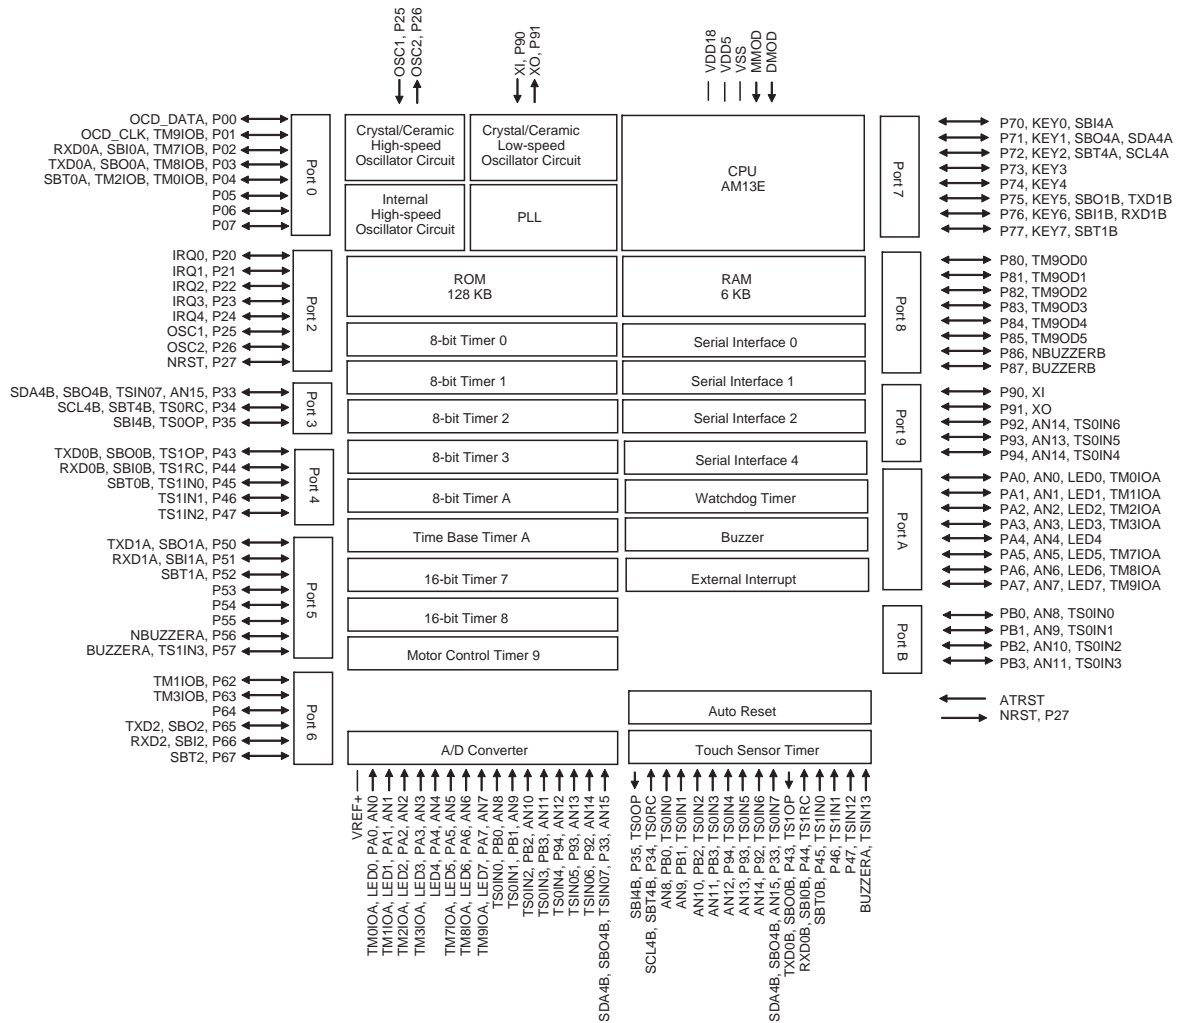 OSC1, P25
OSC2, P26
XI, P90
XO, P91
VDD18
VDD5
VSS
MMOD
DMOD
OCD_DATA, P00
OCD_CLK, TM9IOB, P01
RXD0A, SBI0A, TM7IOB, P02
TXD0A, SBO0A, TM8IOB, P03
SBT0A, TM2IOB, TM0IOB, P04
P05
P06
P07
Port 0
IRQ0, P20
IRQ1, P21
IRQ2, P22
IRQ3, P23
IRQ4, P24
OSC1, P25
OSC2, P26
NRST, P27
Port 2
SDA4B, SBO4B, TSIN07, AN15, P33
SCL4B, SBT4B, TS0RC, P34
SBI4B, TS0OP, P35
Port 3
TXD0B, SBO0B, TS1OP, P43
RXD0B, SBI0B, TS1RC, P44
SBT0B, TS1IN0, P45
TS1IN1, P46
TS1IN2, P47
Port 4
TXD1A, SBO1A, P50
RXD1A, SBI1A, P51
SBT1A, P52
P53
P54
P55
NBUZZERA, P56
BUZZERA, TS1IN3, P57
Port 5
TM1IOB, P62
TM3IOB, P63
P64
TXD2, SBO2, P65
RXD2, SBI2, P66
SBT2, P67
Port 6
Crystal/Ceramic
High-speed
Oscillator Circuit
Crystal/Ceramic
Low-speed
Oscillator Circuit
CPU
AM13E
Internal
High-speed
Oscillator Circuit
PLL
ROM
128 KB
RAM
6 KB
8-bit Timer 0
Serial Interface 0
8-bit Timer 1
Serial Interface 1
8-bit Timer 2
Serial Interface 2
8-bit Timer 3
Serial Interface 4
8-bit Timer A
Watchdog Timer
Time Base Timer A
Buzzer
16-bit Timer 7
External Interrupt
16-bit Timer 8
Motor Control Timer 9
Auto Reset
A/D Converter
Touch Sensor Timer
Port 7
P70, KEY0, SBI4A
P71, KEY1, SBO4A, SDA4A
P72, KEY2, SBT4A, SCL4A
P73, KEY3
P74, KEY4
P75, KEY5, SBO1B, TXD1B
P76, KEY6, SBI1B, RXD1B
P77, KEY7, SBT1B
Port 8
P80, TM9OD0
P81, TM9OD1
P82, TM9OD2
P83, TM9OD3
P84, TM9OD4
P85, TM9OD5
P86, NBUZZERB
P87, BUZZERB
Port 9
P90, XI
P91, XO
P92, AN14, TS0IN6
P93, AN13, TS0IN5
P94, AN14, TS0IN4
Port A
PA0, AN0, LED0, TM0IOA
PA1, AN1, LED1, TM1IOA
PA2, AN2, LED2, TM2IOA
PA3, AN3, LED3, TM3IOA
PA4, AN4, LED4
PA5, AN5, LED5, TM7IOA
PA6, AN6, LED6, TM8IOA
PA7, AN7, LED7, TM9IOA
Port B
PB0, AN8, TS0IN0
PB1, AN9, TS0IN1
PB2, AN10, TS0IN2
PB3, AN11, TS0IN3
ATRST
NRST, P27
VREF+
TM0IOA, LED0, PA0, AN0
TM1IOA, LED1, PA1, AN1
TM2IOA, LED2, PA2, AN2
TM3IOA, LED3, PA3, AN3
LED4, PA4, AN4
TM7IOA, LED5, PA5, AN5
TM8IOA, LED6, PA6, AN6
TM9IOA, LED7, PA7, AN7
TS0IN0, PB0, AN8
TS0IN1, PB1, AN9
TS0IN2, PB2, AN10
TS0IN3, PB3, AN11
TS0IN4, P94, AN12
TSIN05, P93, AN13
TSIN06, P92, AN14
SDA4B, SBO4B, TSIN07, P33, AN15
SBI4B, P35, TS0OP
SCL4B, SBT4B, P34, TS0RC
AN8, PB0, TS0IN0
AN9, PB1, TS0IN1
AN10, PB2, TS0IN2
AN11, PB3, TS0IN3
AN12, P94, TS0IN4
AN13, P93, TS0IN5
AN14, P92, TS0IN6
SDA4B, SBO4B, AN15, P33, TS0IN7
TXD0B, SBO0B, P43, TS1OP
RXD0B, SBI0B, P44, TS1RC
SBT0B, P45, TS1IN0
P46, TS1IN1
P47, TSIN12
BUZZERA, TSIN13